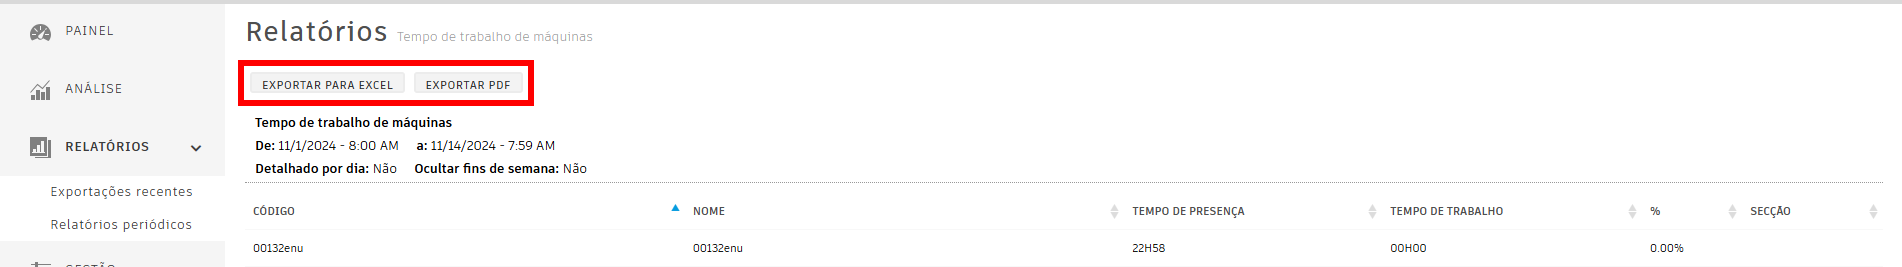 PAINEL
ANÁLISE
RELATÓRIOS
Exportações recentes
Relatórios periódicos
Relatórios Tempo de trabalho de máquinas
EXPORTAR PARA EXCEL EXPORTAR PDF
Tempo de trabalho de máquinas
De: 11/1/2024 - 8:00 AM a: 11/14/2024 - 7:59 AM
Detalhado por dia: Não Ocultar fins de semana: Não
CÓDIGO NOME TEMPO DE PRESENÇA TEMPO DE TRABALHO % SECÇÃO
00132enu 00132enu 22H58 00H00 0.00%